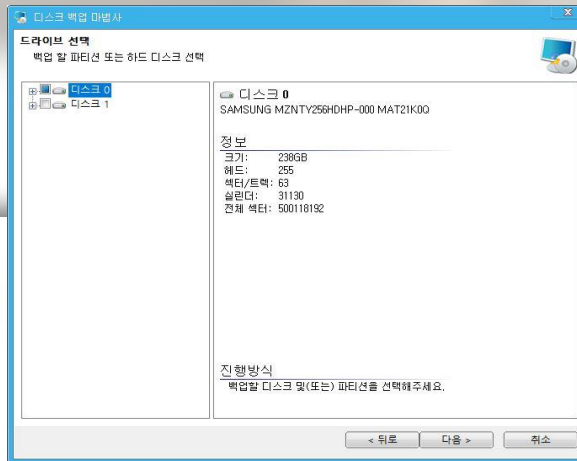 디스크 백업 마법사
드라이브 선택
백업 할 파티션 또는 하드 디스크 선택
디스크 0
디스크 1
디스크 0
SAMSUNG MZNTY256HDHP-000 MAT21K0Q
정보
크기: 238GB
헤드: 255
섹터/트랙: 63
실린더: 31130
전체 섹터: 500118192
진행방식
백업할 디스크 및(또는) 파티션을 선택해주세요.
< 뒤로 다음 > 취소